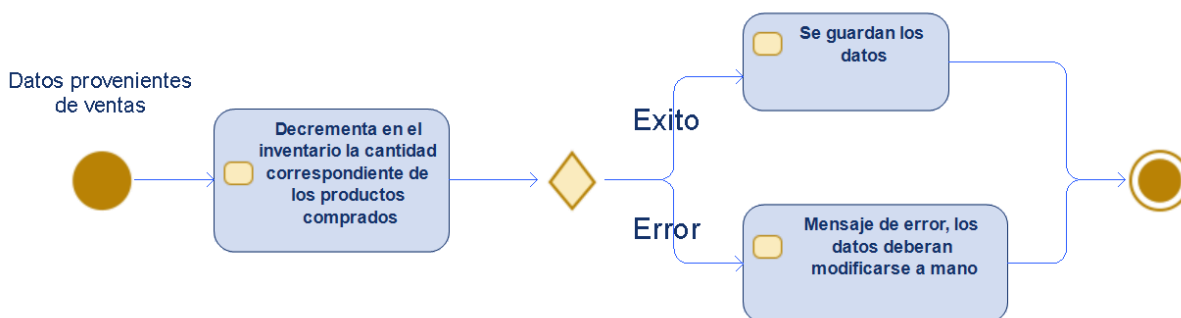 Datos provenientes
de ventas
Decrementa en el
inventario la cantidad
correspondiente de
los productos
comprados
Exito
Error
Se guardan los
datos
Mensaje de error, los
datos deberan
modificarse a mano